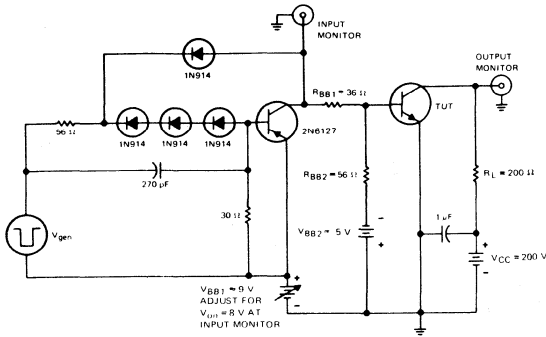 INPUT
MONITOR
OUTPUT
MONITOR
1N914
RBB1 = 36 Ω
TUT
56 Ω
1N914
1N914
1N914
2N6127
270 pF
RBB2 = 56 Ω
RL = 200 Ω
30 Ω
1 µF
Vgen
VBB2 = 5 V
-
+
+
-
VCC = 200 V
VBB1 = 9 V
ADJUST FOR
Von = 8 V AT
INPUT MONITOR
+
-